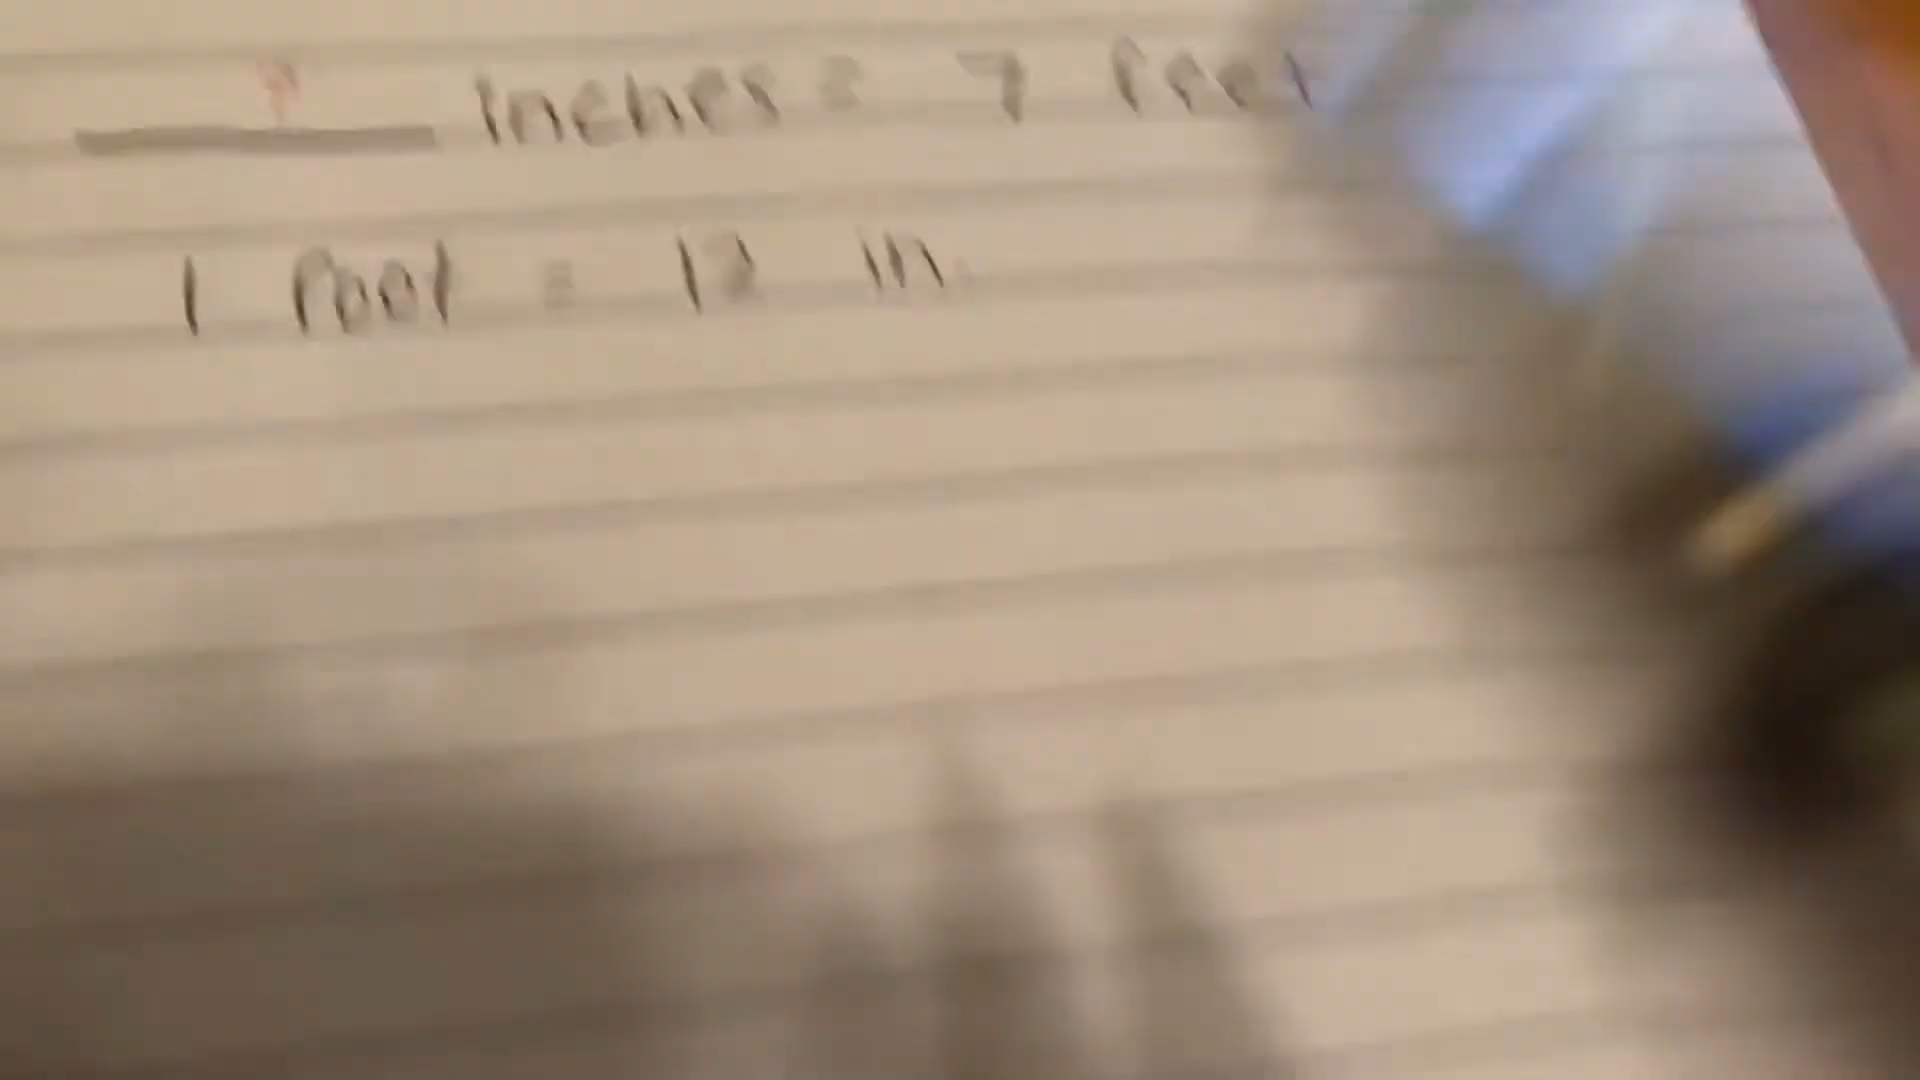 ? inches = 7 feet
1 foot = 12 in.